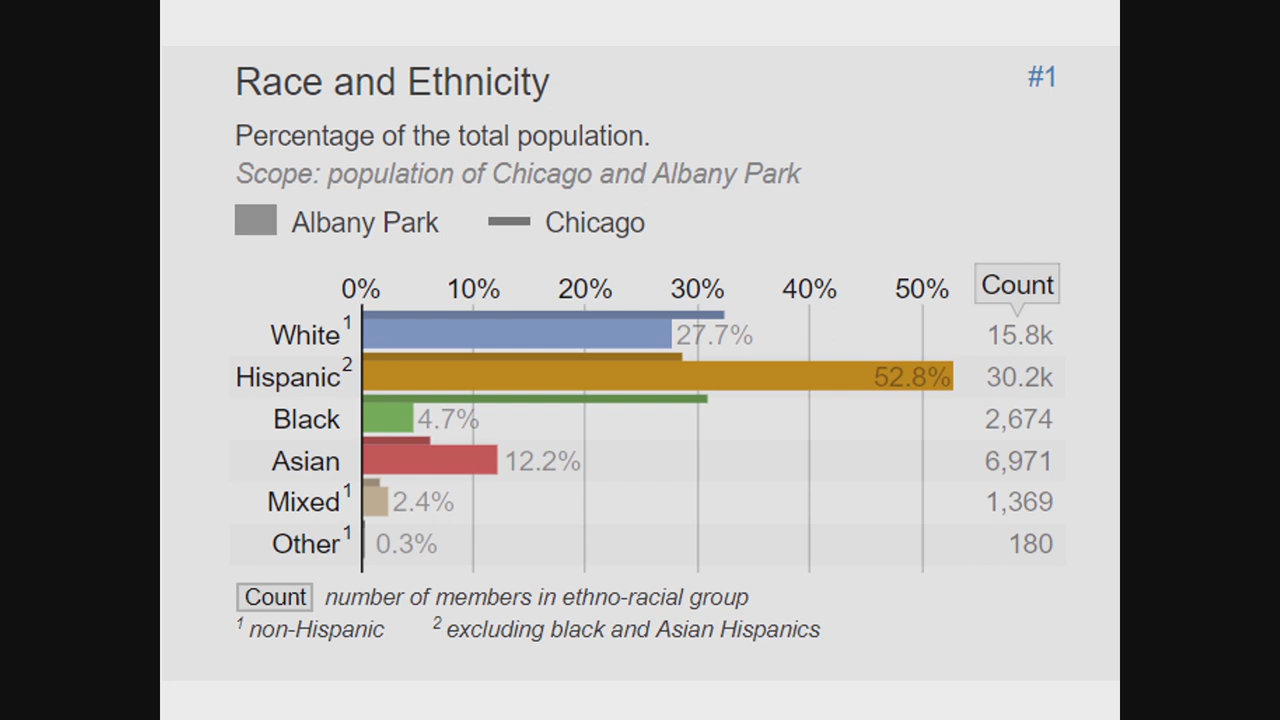 Race and Ethnicity #1
Percentage of the total population.
Scope: population of Chicago and Albany Park
Albany Park Chicago
0% 10% 20% 30% 40% 50% Count
White¹ 27.7% 15.8k
Hispanic² 52.8% 30.2k
Black 4.7% 2,674
Asian 12.2% 6,971
Mixed¹ 2.4% 1,369
Other¹ 0.3% 180
Count number of members in ethno-racial group
¹ non-Hispanic ² excluding black and Asian Hispanics